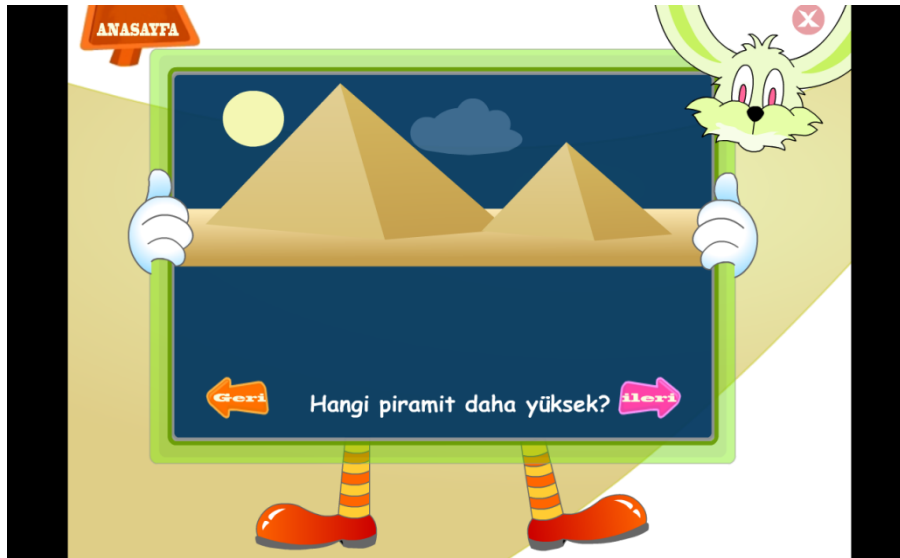 ANASAYFA
X
Geri
Hangi piramit daha yüksek?
ileri